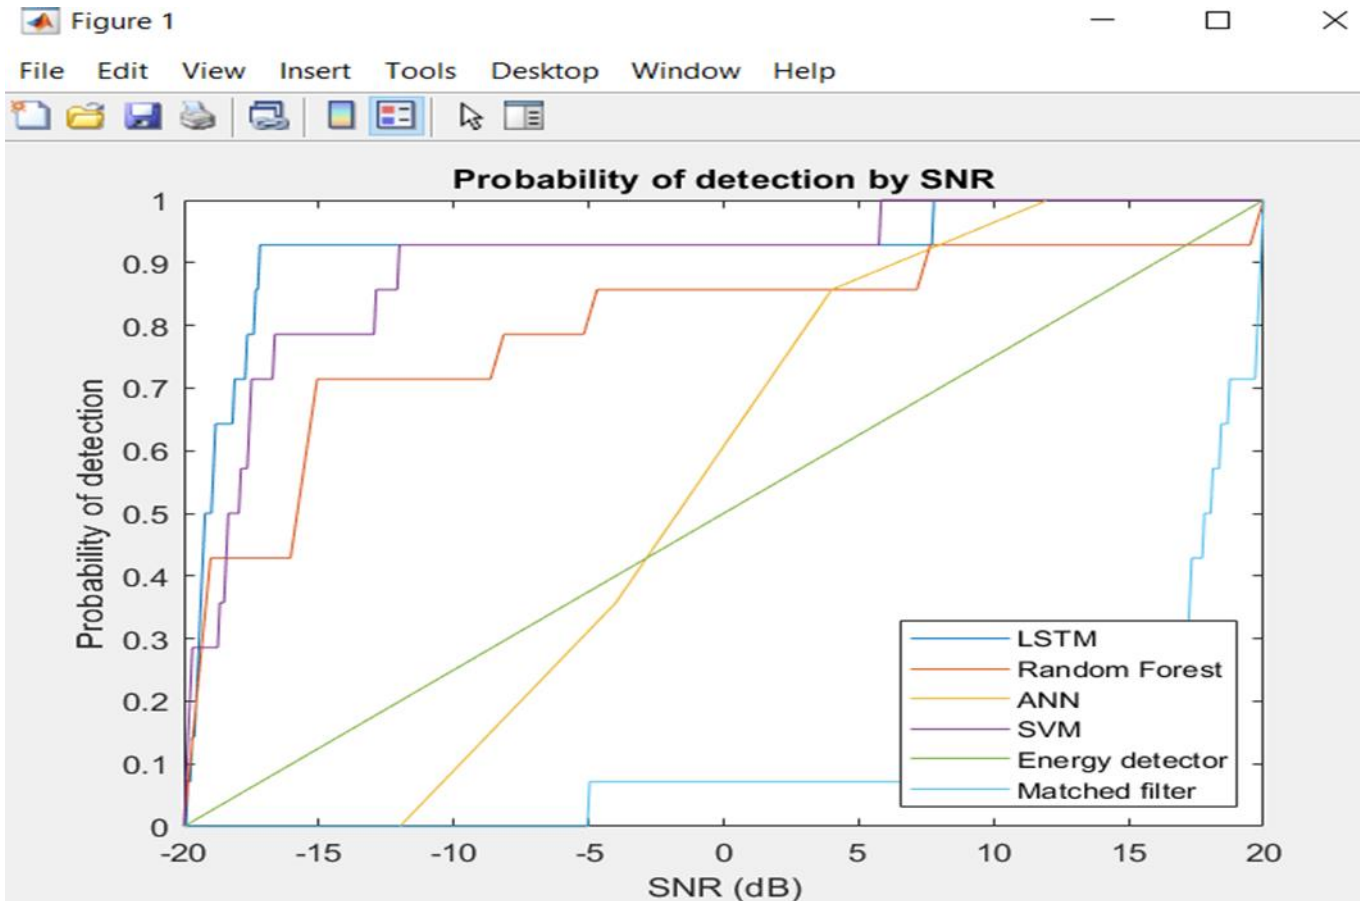 Figure 1
File Edit View Insert Tools Desktop Window Help
Probability of detection by SNR
Probability of detection
1
0.9
0.8
0.7
0.6
0.5
0.4
0.3
0.2
0.1
0
-20 -15 -10 -5 0 5 10 15 20
SNR (dB)
LSTM
Random Forest
ANN
SVM
Energy detector
Matched filter